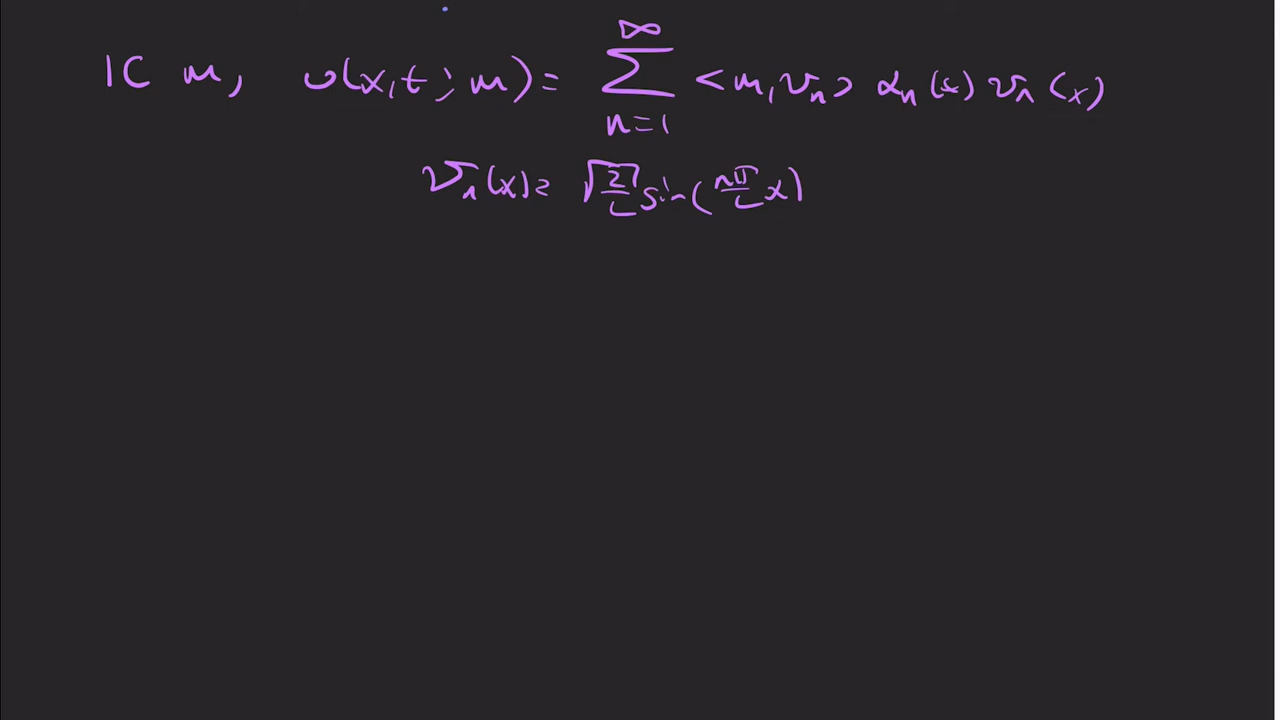 IC m, u(x,t;m) = ∑_{n=1}^{∞} <m,v_n> α_n(t) v_n(x)
v_n(x) = √(2/L) sin(nπ/L x)